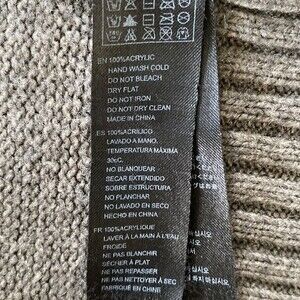 EN 100%ACRYLIC
HAND WASH COLD
DO NOT BLEACH
DRY FLAT
DO NOT IRON
DO NOT DRY CLEAN
MADE IN CHINA
ES 100%ACRÍLICO
LAVADO A MANO.
TEMPERATURA MÁXIMA
30ºC.
NO BLANQUEAR
SECAR EXTENDIDO
SOBRE ESTRUCTURA
NO PLANCHAR
NO LAVADO EN SECO
HECHO EN CHINA
FR 100%ACRYLIQUE
LAVER À LA MAIN À L'EAU
FROIDE
NE PAS BLANCHIR
SÉCHER À PLAT
NE PAS REPASSER
NE PAS NETTOYER À SEC
FABRIQUÉ EN CHINE